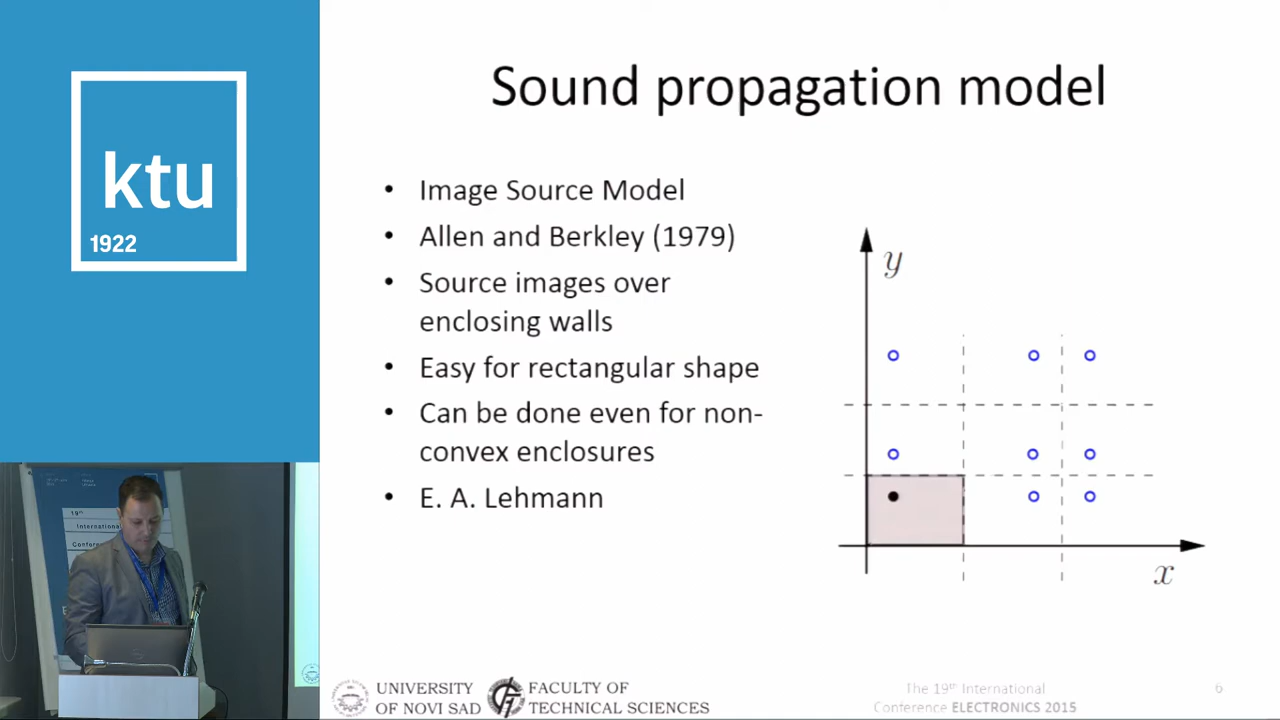 ktu
1922
Sound propagation model
• Image Source Model
• Allen and Berkley (1979)
• Source images over
enclosing walls
• Easy for rectangular shape
• Can be done even for non-
convex enclosures
• E. A. Lehmann
y
x
19th
International
UNIVERSITY
OF NOVI SAD
FACULTY OF
TECHNICAL SCIENCES
The 19th International
Conference ELECTRONICS 2015
6